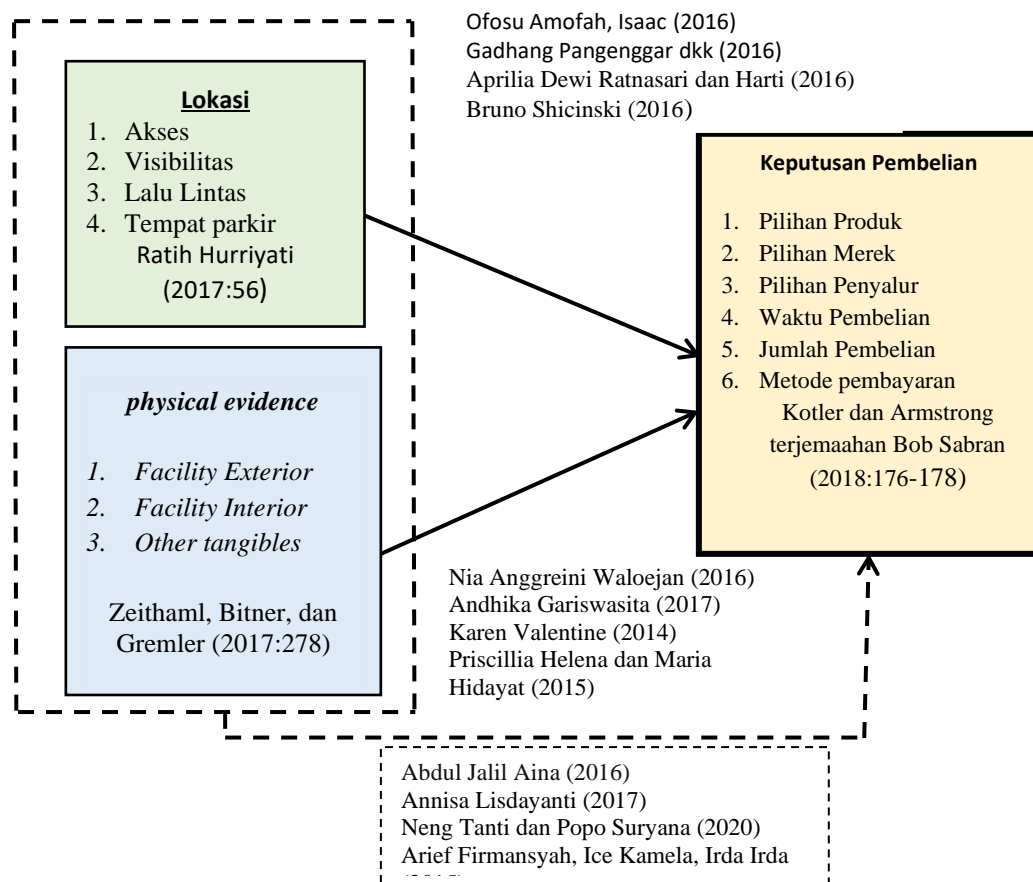 Ofosu Amofah, Isaac (2016)
Gadhang Pangenggar dkk (2016)
Aprilia Dewi Ratnasari dan Harti (2016)
Bruno Shicinski (2016)
Lokasi
1. Akses
2. Visibilitas
3. Lalu Lintas
4. Tempat parkir
Ratih Hurriyati
(2017:56)
Keputusan Pembelian
1. Pilihan Produk
2. Pilihan Merek
3. Pilihan Penyalur
4. Waktu Pembelian
5. Jumlah Pembelian
6. Metode pembayaran
Kotler dan Armstrong
terjemaahan Bob Sabran
(2018:176-178)
physical evidence
1. Facility Exterior
2. Facility Interior
3. Other tangibles
Zeithaml, Bitner, dan
Gremler (2017:278)
Nia Anggreini Waloejan (2016)
Andhika Gariswasita (2017)
Karen Valentine (2014)
Priscillia Helena dan Maria
Hidayat (2015)
Abdul Jalil Aina (2016)
Annisa Lisdayanti (2017)
Neng Tanti dan Popo Suryana (2020)
Arief Firmansyah, Ice Kamela, Irda Irda